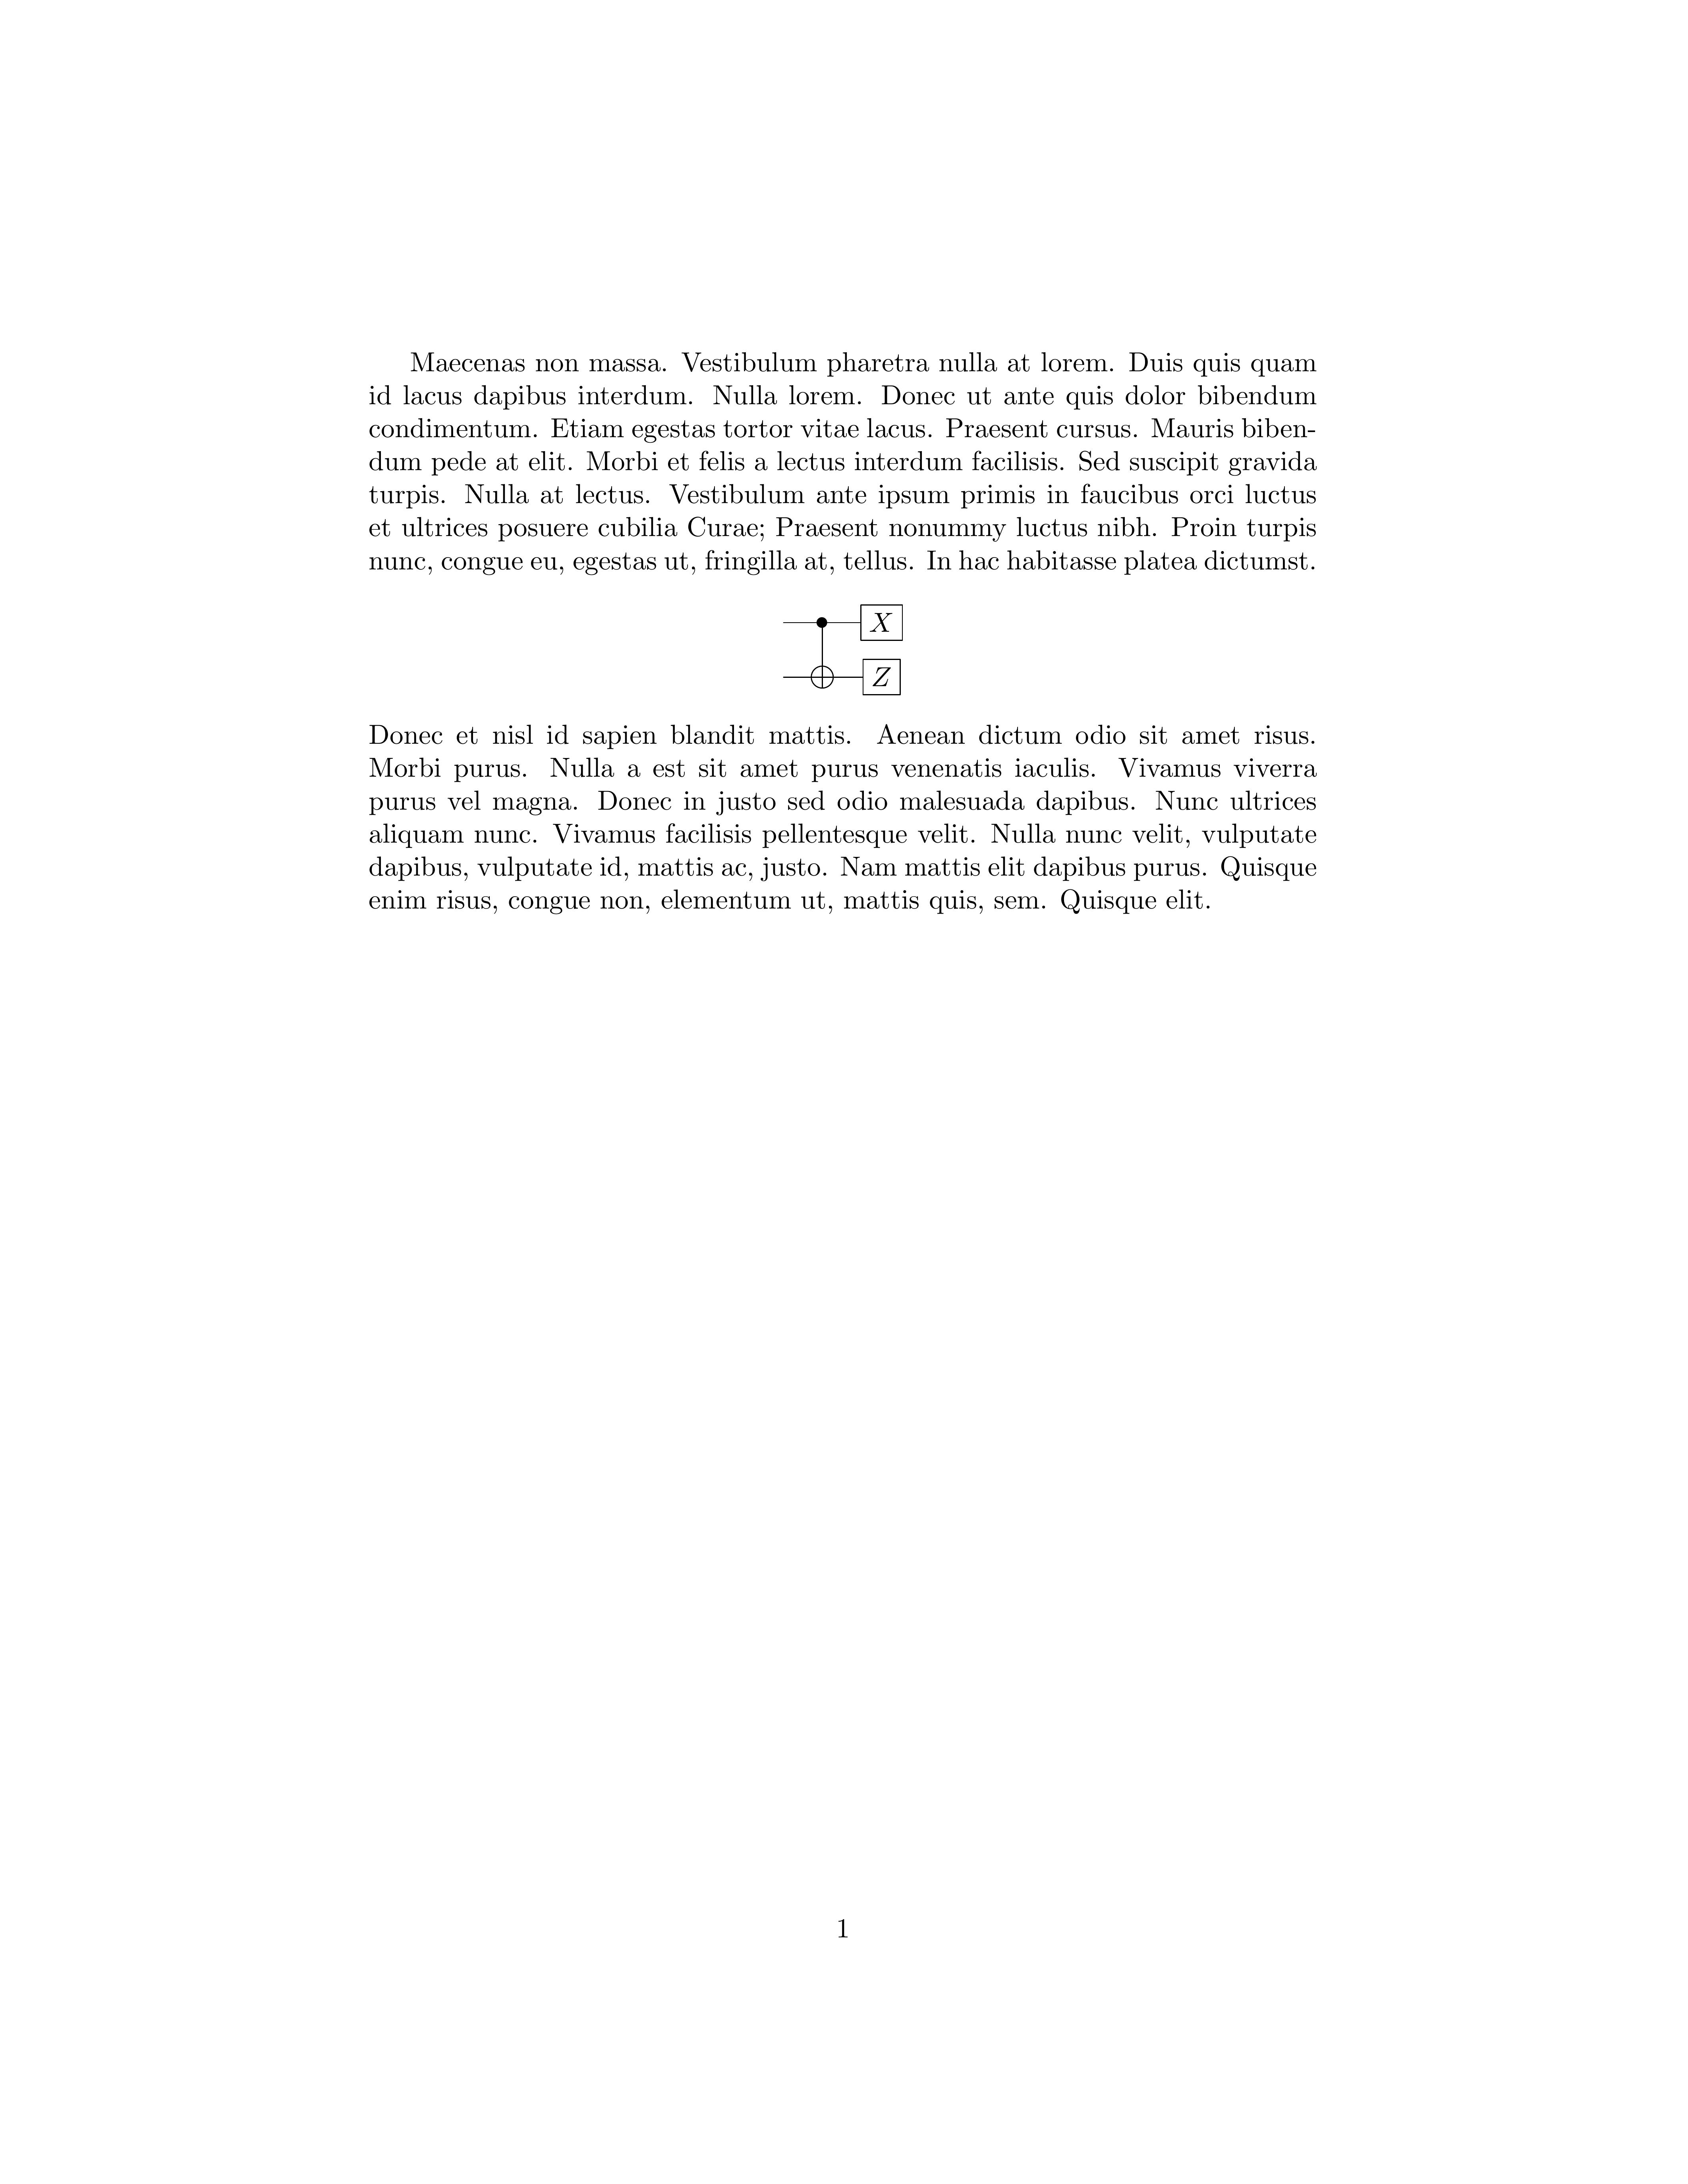 Maecenas non massa. Vestibulum pharetra nulla at lorem. Duis quis quam
id lacus dapibus interdum. Nulla lorem. Donec ut ante quis dolor bibendum
condimentum. Etiam egestas tortor vitae lacus. Praesent cursus. Mauris biben-
dum pede at elit. Morbi et felis a lectus interdum facilisis. Sed suscipit gravida
turpis. Nulla at lectus. Vestibulum ante ipsum primis in faucibus orci luctus
et ultrices posuere cubilia Curae; Praesent nonummy luctus nibh. Proin turpis
nunc, congue eu, egestas ut, fringilla at, tellus. In hac habitasse platea dictumst.
X
Z
Donec et nisl id sapien blandit mattis. Aenean dictum odio sit amet risus.
Morbi purus. Nulla a est sit amet purus venenatis iaculis. Vivamus viverra
purus vel magna. Donec in justo sed odio malesuada dapibus. Nunc ultrices
aliquam nunc. Vivamus facilisis pellentesque velit. Nulla nunc velit, vulputate
dapibus, vulputate id, mattis ac, justo. Nam mattis elit dapibus purus. Quisque
enim risus, congue non, elementum ut, mattis quis, sem. Quisque elit.
1